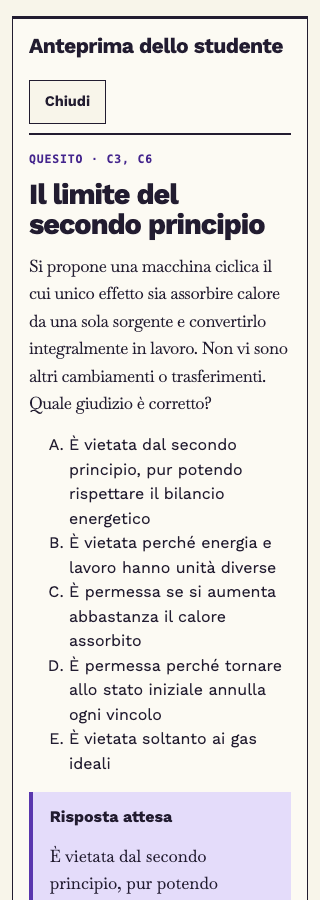 Anteprima dello studente
Chiudi
QUESITO · C3, C6
Il limite del
secondo principio
Si propone una macchina ciclica il
cui unico effetto sia assorbire calore
da una sola sorgente e convertirlo
integralmente in lavoro. Non vi sono
altri cambiamenti o trasferimenti.
Quale giudizio è corretto?
A. È vietata dal secondo
principio, pur potendo
rispettare il bilancio
energetico
B. È vietata perché energia e
lavoro hanno unità diverse
C. È permessa se si aumenta
abbastanza il calore
assorbito
D. È permessa perché tornare
allo stato iniziale annulla
ogni vincolo
E. È vietata soltanto ai gas
ideali
Risposta attesa
È vietata dal secondo
principio, pur potendo